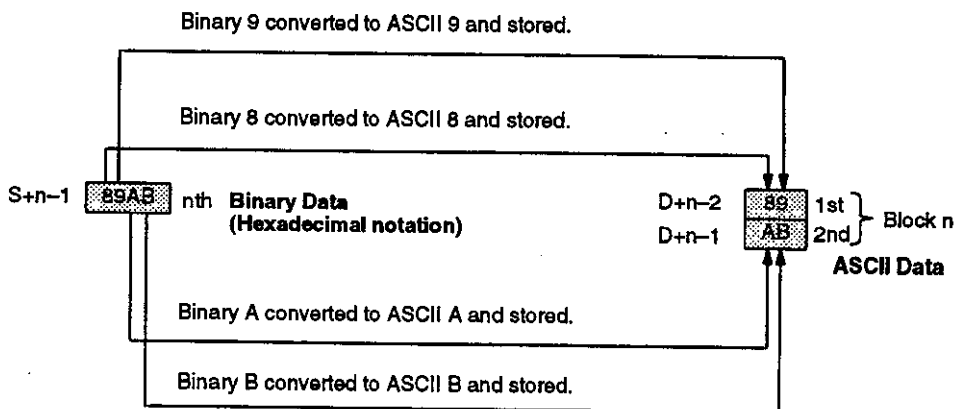 Binary 9 converted to ASCII 9 and stored.
Binary 8 converted to ASCII 8 and stored.
S+n–1 89AB nth Binary Data
(Hexadecimal notation)
D+n–2 89 1st
D+n–1 AB 2nd
Block n
ASCII Data
Binary A converted to ASCII A and stored.
Binary B converted to ASCII B and stored.